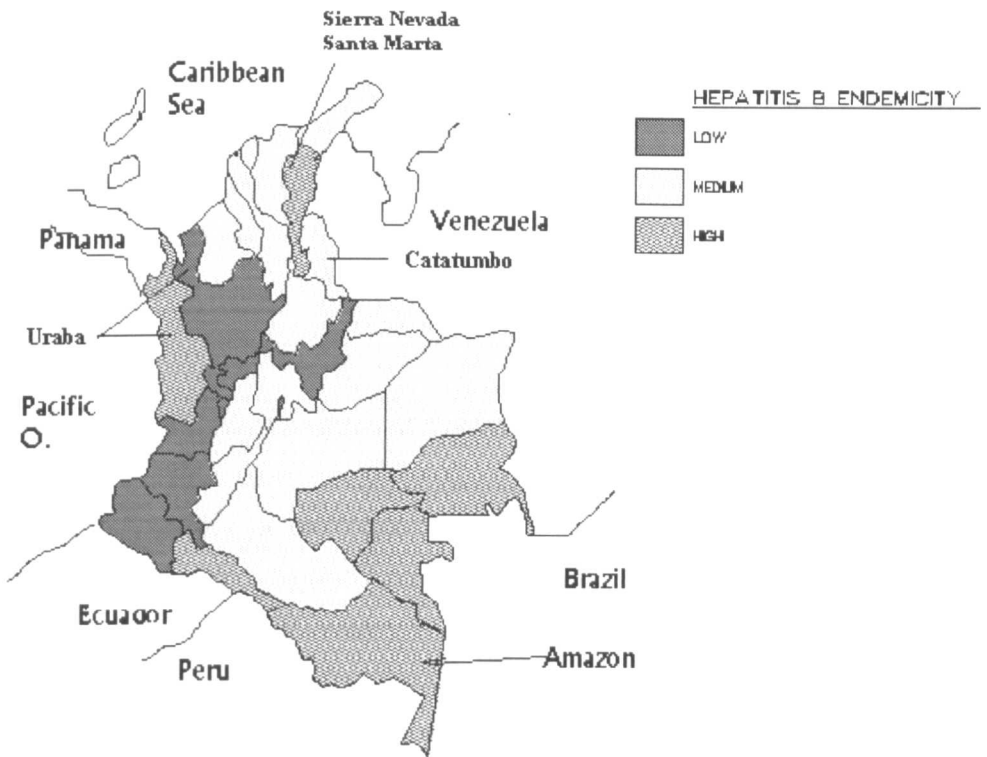 Sierra Nevada
Santa Marta
Caribbean
Sea
HEPATITIS B ENDEMICITY
LOW
MEDIUM
HIGH
Venezuela
Panama
Catatumbo
Uraba
Pacific
O.
Brazil
Ecuador
Peru
Amazon